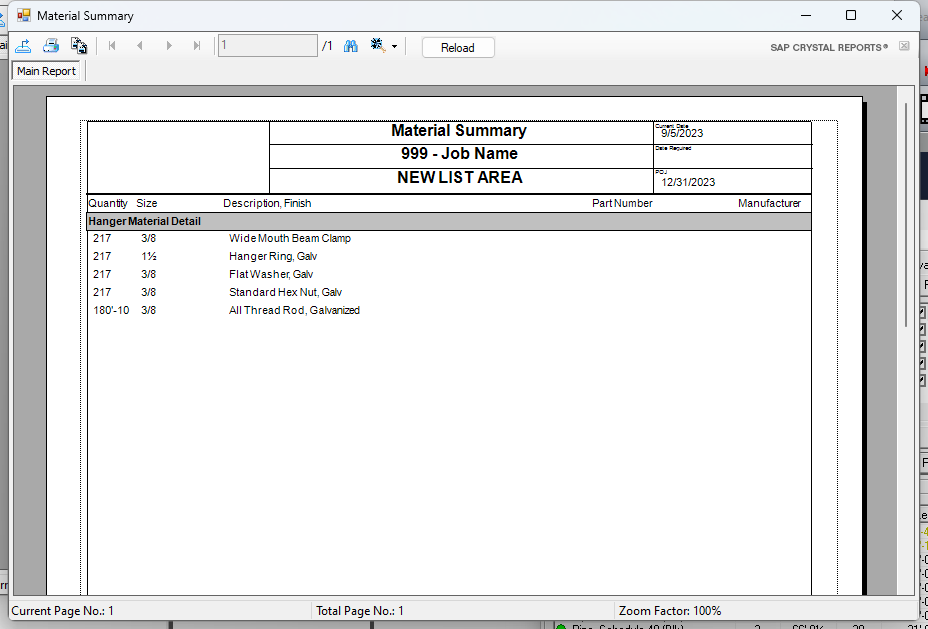 Material Summary
1 /1 Reload SAP CRYSTAL REPORTS®
Main Report
Material Summary
Current Date
9/5/2023
999 - Job Name
Date Required
NEW LIST AREA
PO.J
12/31/2023
Quantity Size Description, Finish Part Number Manufacturer
Hanger Material Detail
217 3/8 Wide Mouth Beam Clamp
217 1½ Hanger Ring, Galv
217 3/8 Flat Washer, Galv
217 3/8 Standard Hex Nut, Galv
180'-10 3/8 All Thread Rod, Galvanized
Current Page No.: 1 Total Page No.: 1 Zoom Factor: 100%